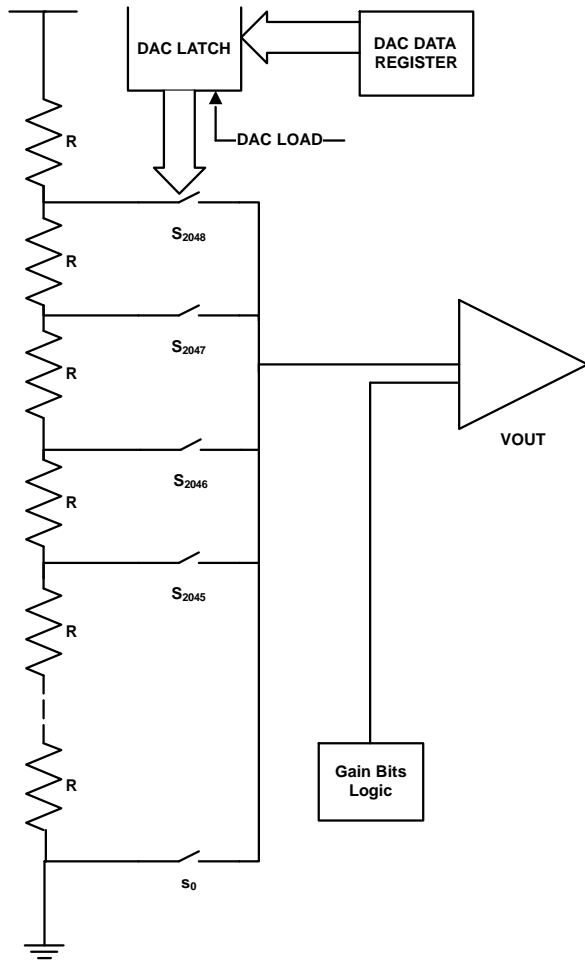 DAC LATCH
DAC DATA
REGISTER
DAC LOAD
R
S2048
R
S2047
R
VOUT
S2046
R
S2045
R
R
Gain Bits
Logic
s0